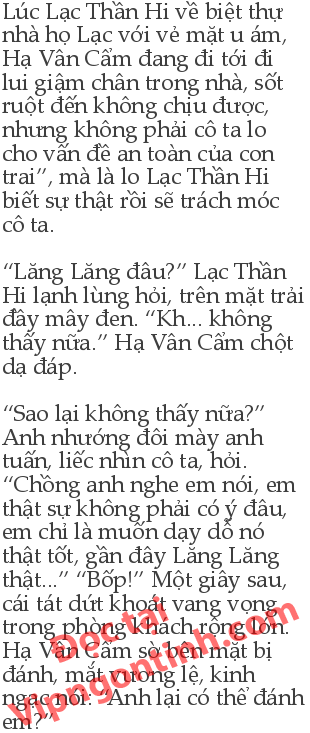 Lúc Lạc Thần Hi về biệt thự
nhà họ Lạc với vẻ mặt u ám,
Hạ Vân Cẩm đang đi tới đi
lui giậm chân trong nhà, sốt
ruột đến không chịu được,
nhưng không phải cô ta lo
cho vấn đề an toàn của con
trai”, mà là lo Lạc Thần Hi
biết sự thật rồi sẽ trách móc
cô ta.
“Lăng Lăng đâu?” Lạc Thần
Hi lạnh lùng hỏi, trên mặt trải
đầy mây đen. “Kh... không
thấy nữa.” Hạ Vân Cẩm chột
dạ đáp.
“Sao lại không thấy nữa?”
Anh nhướng đôi mày anh
tuấn, liếc nhìn cô ta, hỏi.
“Chồng anh nghe em nói, em
thật sự không phải có ý đâu,
em chỉ là muốn dạy dỗ nó
thật tốt, gần đây Lăng Lăng
thật...” “Bốp!” Một giây sau,
cái tát dứt khoát vang vọng
trong phòng khách rộng lớn.
Hạ Vân Cẩm sờ bên mặt bị
đánh, mắt vương lệ, kinh
ngạc nói: “Anh lại có thể đánh
em?”
Đọc tại
Vipngontinh.com